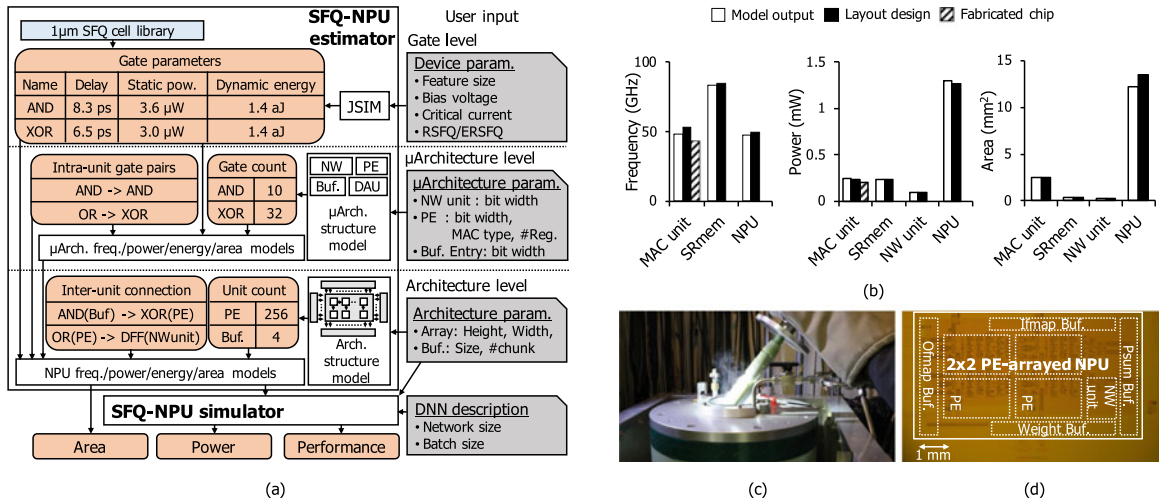 SFQ-NPU
estimator
User input
1μm SFQ cell library
Gate level
Gate parameters
Name Delay Static pow. Dynamic energy
AND 8.3 ps 3.6 μW 1.4 aJ
XOR 6.5 ps 3.0 μW 1.4 aJ
JSIM
Device param.
• Feature size
• Bias voltage
• Critical current
• RSFQ/ERSFQ
μArchitecture level
Intra-unit gate pairs
AND -> AND
OR -> XOR
Gate count
AND 10
XOR 32
NW PE
Buf. DAU
μArch.
structure
model
μArch. freq./power/energy/area models
μArchitecture param.
• NW unit : bit width
• PE : bit width,
MAC type, #Reg.
• Buf. Entry: bit width
Architecture level
Inter-unit connection
AND(Buf) -> XOR(PE)
OR(PE) -> DFF(NWunit)
Unit count
PE 256
Buf. 4
Arch.
structure
model
NPU freq./power/energy/area models
Architecture param.
• Array: Height, Width,
• Buf.: Size, #chunk
SFQ-NPU simulator
DNN description
• Network size
• Batch size
Area
Power
Performance
(a)
Model output
Layout design
Fabricated chip
Frequency (GHz)
100
50
0
MAC unit
SRmem
NPU
Power (mW)
1.5
1
0.5
0
MAC unit
SRmem
NW unit
NPU
Area (mm²)
15
10
5
0
MAC unit
SRmem
NW unit
NPU
(b)
(c)
Ifmap Buf.
Ofmap Buf.
2x2 PE-arrayed NPU
Psum Buf.
PE
PE
NW
unit
Weight Buf.
1 mm
(d)